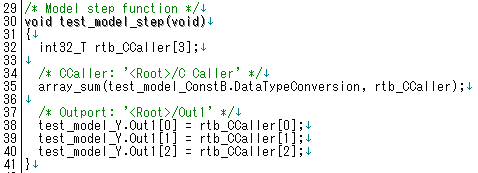 29 /* Model step function */↓
30 void test_model_step(void)↓
31 {↓
32 int32_T rtb_CCaller[3];↓
33 ↓
34 /* CCaller: '<Root>/C Caller' */↓
35 array_sum(test_model_ConstB.DataTypeConversion, rtb_CCaller);↓
36 ↓
37 /* Outport: '<Root>/Out1' */↓
38 test_model_Y.Out1[0] = rtb_CCaller[0];↓
39 test_model_Y.Out1[1] = rtb_CCaller[1];↓
40 test_model_Y.Out1[2] = rtb_CCaller[2];↓
41 }↓